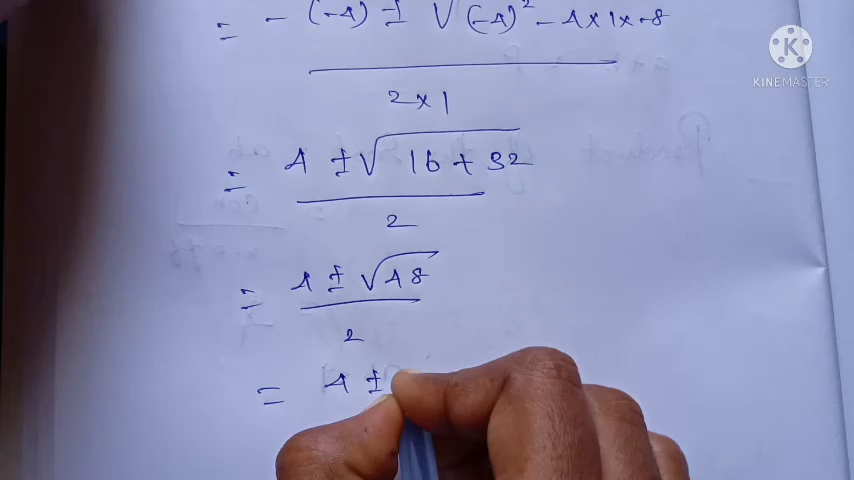 = - (-4) ± √(-4)² - 4×1×-8
K
KINEMASTER
2×1
= 4 ± √16 + 32
2
= 4 ± √48
2
= 4 ±